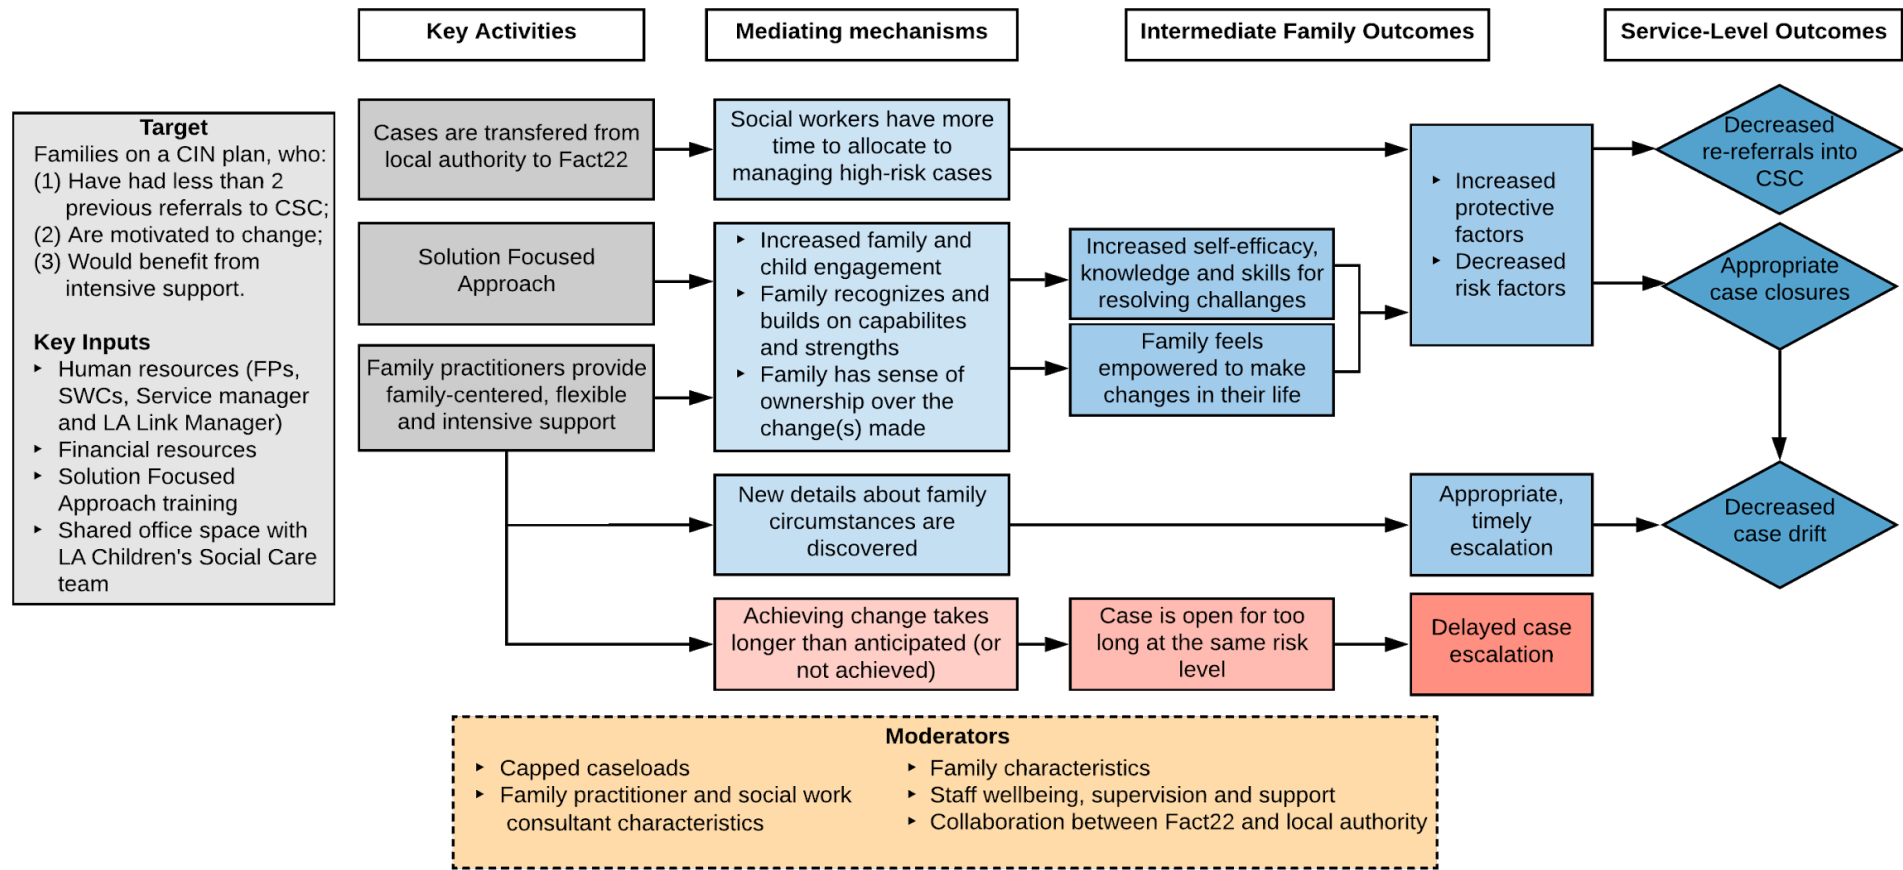 Key Activities
Mediating mechanisms
Intermediate Family Outcomes
Service-Level Outcomes
Target
Families on a CIN plan, who:
(1) Have had less than 2
previous referrals to CSC;
(2) Are motivated to change;
(3) Would benefit from
intensive support.
Key Inputs
‣ Human resources (FPs,
SWCs, Service manager
and LA Link Manager)
‣ Financial resources
‣ Solution Focused
Approach training
‣ Shared office space with
LA Children's Social Care
team
Cases are transfered from
local authority to Fact22
Social workers have more
time to allocate to
managing high-risk cases
‣ Increased
protective
factors
‣ Decreased
risk factors
Decreased
re-referrals into
CSC
Solution Focused
Approach
‣ Increased family and
child engagement
‣ Family recognizes and
builds on capabilites
and strengths
‣ Family has sense of
ownership over the
change(s) made
Increased self-efficacy,
knowledge and skills for
resolving challanges
Appropriate
case closures
Family practitioners provide
family-centered, flexible
and intensive support
Family feels
empowered to make
changes in their life
New details about family
circumstances are
discovered
Appropriate,
timely
escalation
Decreased
case drift
Achieving change takes
longer than anticipated (or
not achieved)
Case is open for too
long at the same risk
level
Delayed case
escalation
Moderators
‣ Capped caseloads
‣ Family practitioner and social work
consultant characteristics
‣ Family characteristics
‣ Staff wellbeing, supervision and support
‣ Collaboration between Fact22 and local authority